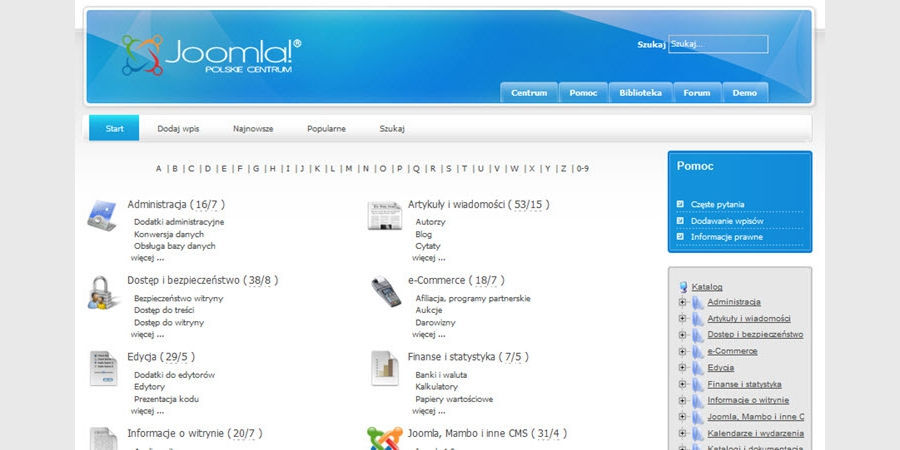 Joomla!®
POLSKIE CENTRUM
Szukaj Szukaj...
Centrum Pomoc Biblioteka Forum Demo
Start Dodaj wpis Najnowsze Popularne Szukaj
A | B | C | D | E | F | G | H | I | J | K | L | M | N | O | P | Q | R | S | T | U | V | W | X | Y | Z | 0-9
Administracja ( 16/7 )
Dodatki administracyjne
Konwersja danych
Obsługa bazy danych
więcej ...
Artykuły i wiadomości ( 53/15 )
Autorzy
Blog
Cytaty
więcej ...
Dostęp i bezpieczeństwo ( 38/8 )
Bezpieczeństwo witryny
Dostęp do treści
Dostęp do witryny
więcej ...
e-Commerce ( 18/7 )
Afiliacja, programy partnerskie
Aukcje
Darowizny
więcej ...
Edycja ( 29/5 )
Dodatki do edytorów
Edytory
Prezentacja kodu
więcej ...
Finanse i statystyka ( 7/5 )
Banki i waluta
Kalkulatory
Papiery wartościowe
więcej ...
Informacje o witrynie ( 20/7 )
Joomla, Mambo i inne CMS ( 31/4 )
Pomoc
Częste pytania
Dodawanie wpisów
Informacje prawne
Katalog
Administracja
Artykuły i wiadomości
Dostęp i bezpieczeństwo
e-Commerce
Edycja
Finanse i statystyka
Informacje o witrynie
Joomla, Mambo i inne C
Kalendarze i wydarzenia
Katalogi i dokumentacja